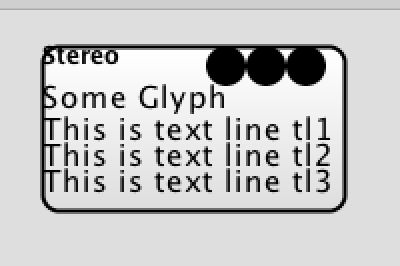 Stereo
Some Glyph
This is text line tl1
This is text line tl2
This is text line tl3